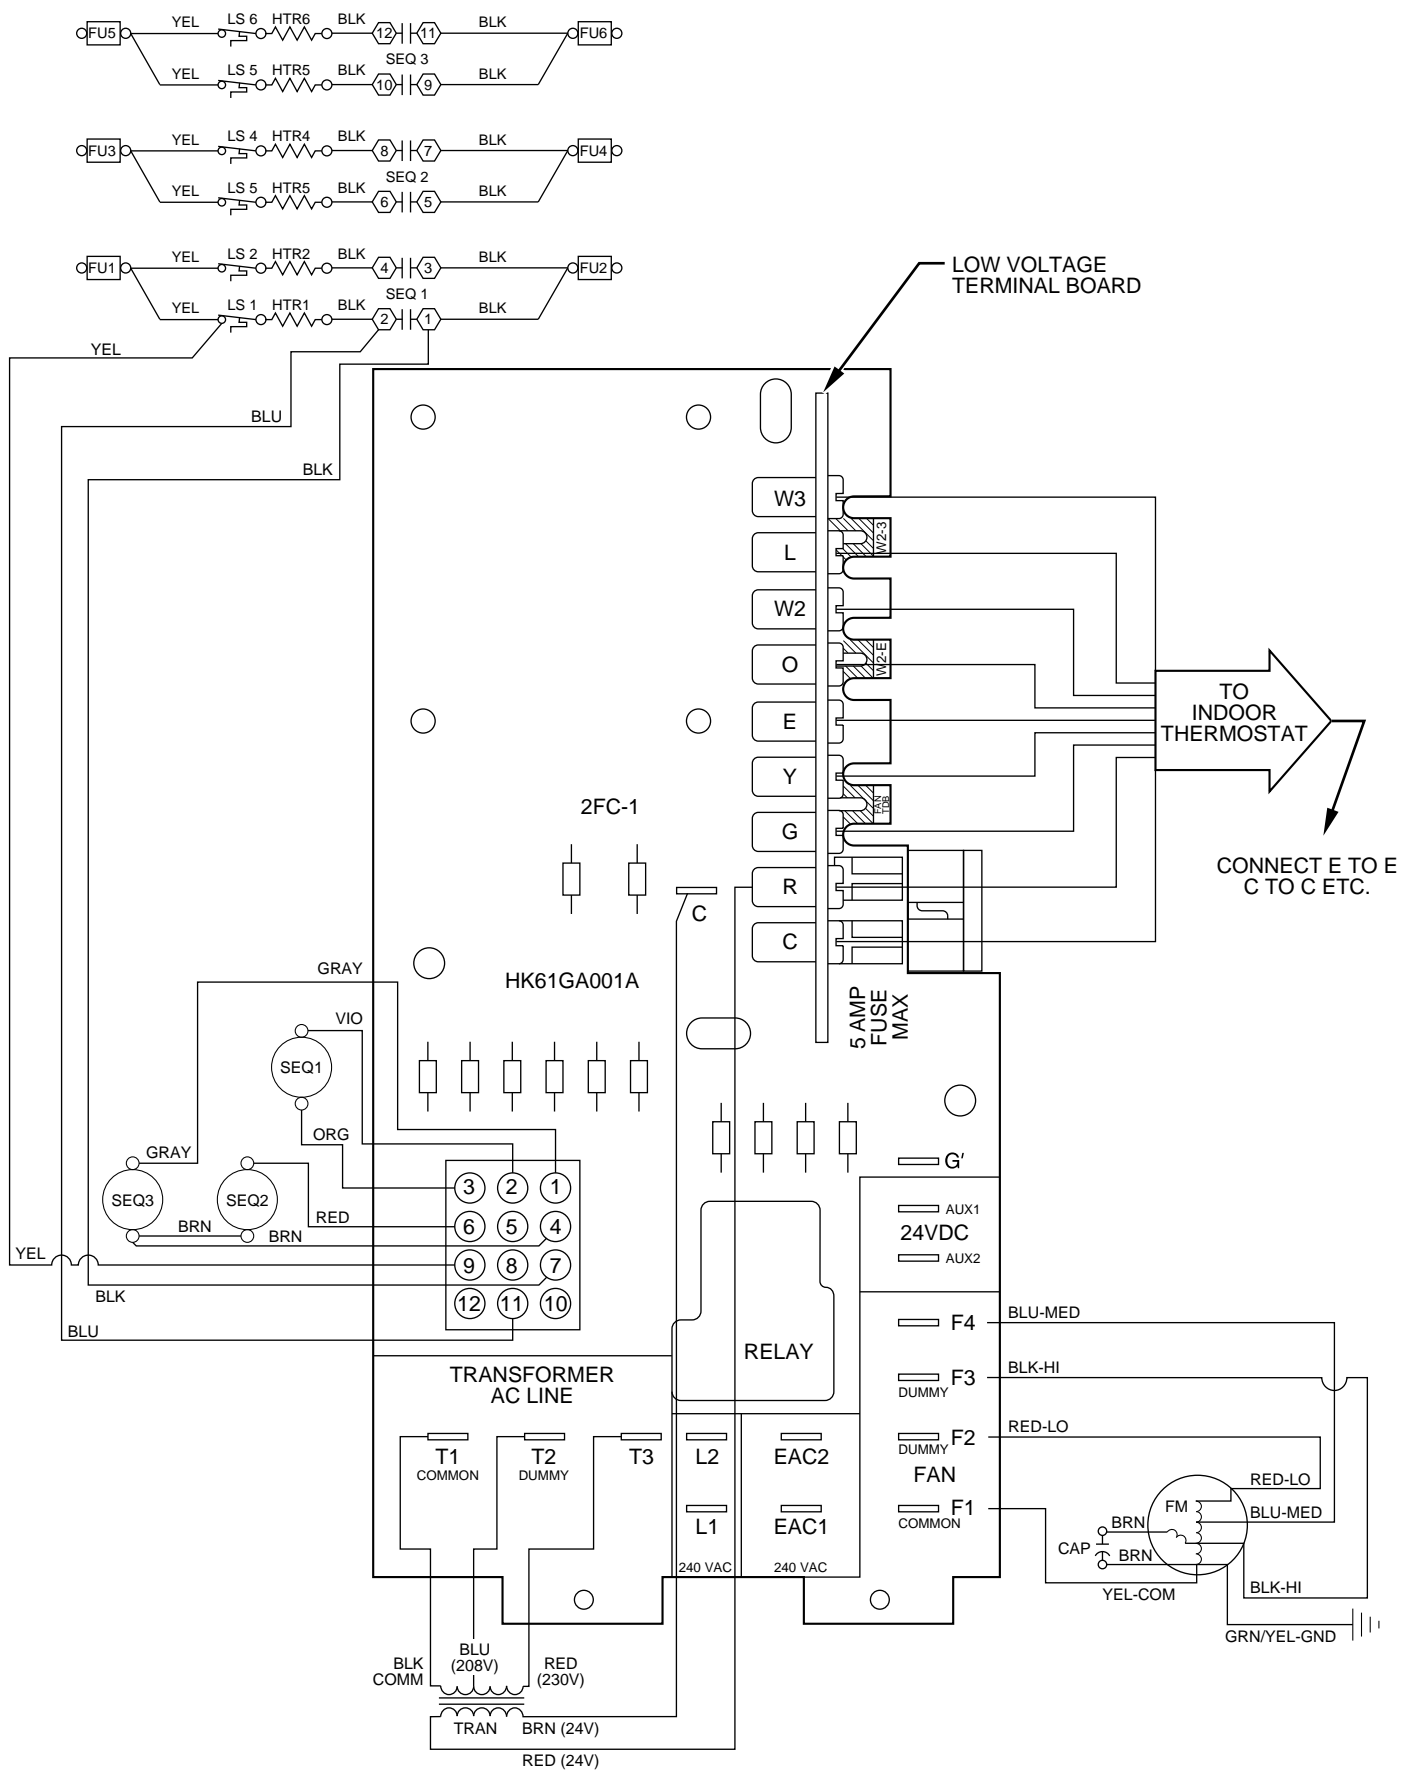 FU5 YEL LS 6 HTR6 BLK 12 11 BLK FU6
SEQ 3
YEL LS 5 HTR5 BLK 10 9 BLK
FU3 YEL LS 4 HTR4 BLK 8 7 BLK FU4
SEQ 2
YEL LS 5 HTR5 BLK 6 5 BLK
FU1 YEL LS 2 HTR2 BLK 4 3 BLK FU2
SEQ 1
YEL LS 1 HTR1 BLK 2 1 BLK
YEL
BLU
BLK
LOW VOLTAGE
TERMINAL BOARD
W3
W2-3
L
W2
W2-E
O
E
Y
FAN
TDB
G
R
C
TO
INDOOR
THERMOSTAT
CONNECT E TO E
C TO C ETC.
2FC-1
C
HK61GA001A
5 AMP
FUSE
MAX
GRAY
VIO
SEQ1
ORG
GRAY
SEQ3
SEQ2
RED
BRN
BRN
YEL
BLK
BLU
3 2 1
6 5 4
9 8 7
12 11 10
G'
AUX1
24VDC
AUX2
RELAY
TRANSFORMER
AC LINE
T1
COMMON
T2
DUMMY
T3
L2
L1
240 VAC
EAC2
EAC1
240 VAC
F4
F3
DUMMY
F2
DUMMY
FAN
F1
COMMON
BLU-MED
BLK-HI
RED-LO
RED-LO
FM
BLU-MED
BRN
CAP
BRN
YEL-COM
BLK-HI
GRN/YEL-GND
BLK
COMM
BLU
(208V)
RED
(230V)
TRAN
BRN (24V)
RED (24V)